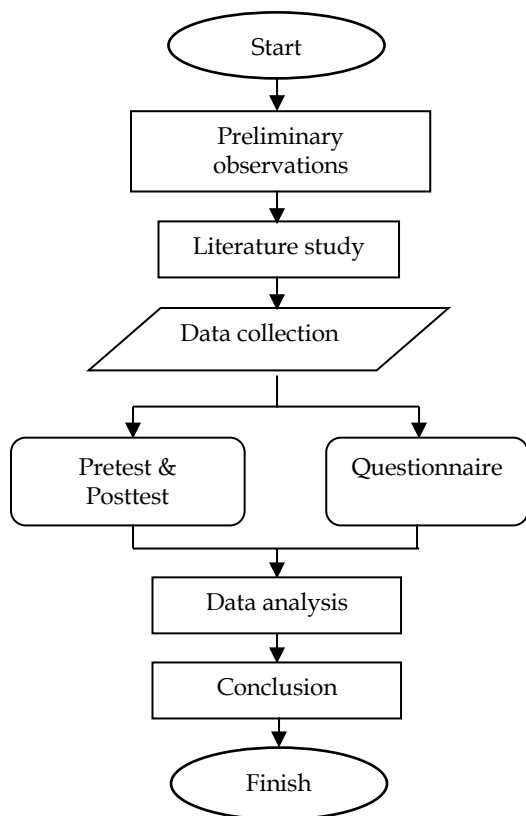 Start
Preliminary
observations
Literature study
Data collection
Pretest &
Posttest
Questionnaire
Data analysis
Conclusion
Finish